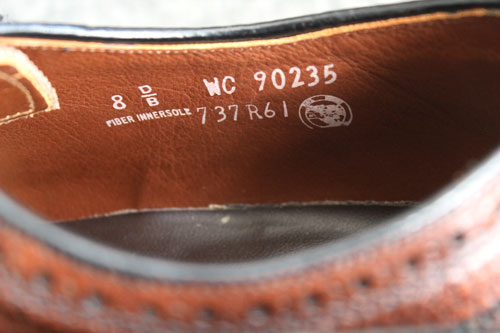 8 D/B WC 90235
FIBER INNERSOLE 737R61